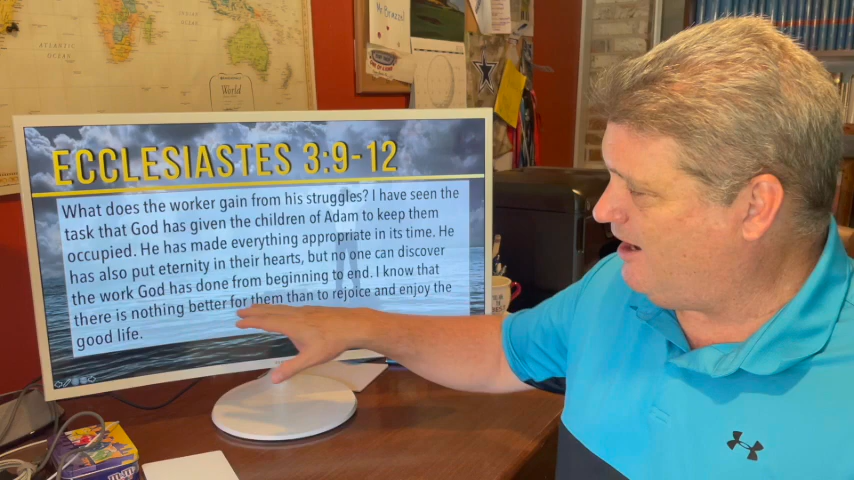 ATLANTIC
OCEAN
World
ECCLESIASTES 3:9-12
What does the worker gain from his struggles? I have seen the
task that God has given the children of Adam to keep them
occupied. He has made everything appropriate in its time. He
has also put eternity in their hearts, but no one can discover
the work God has done from beginning to end. I know that
there is nothing better for them than to rejoice and enjoy the
good life.